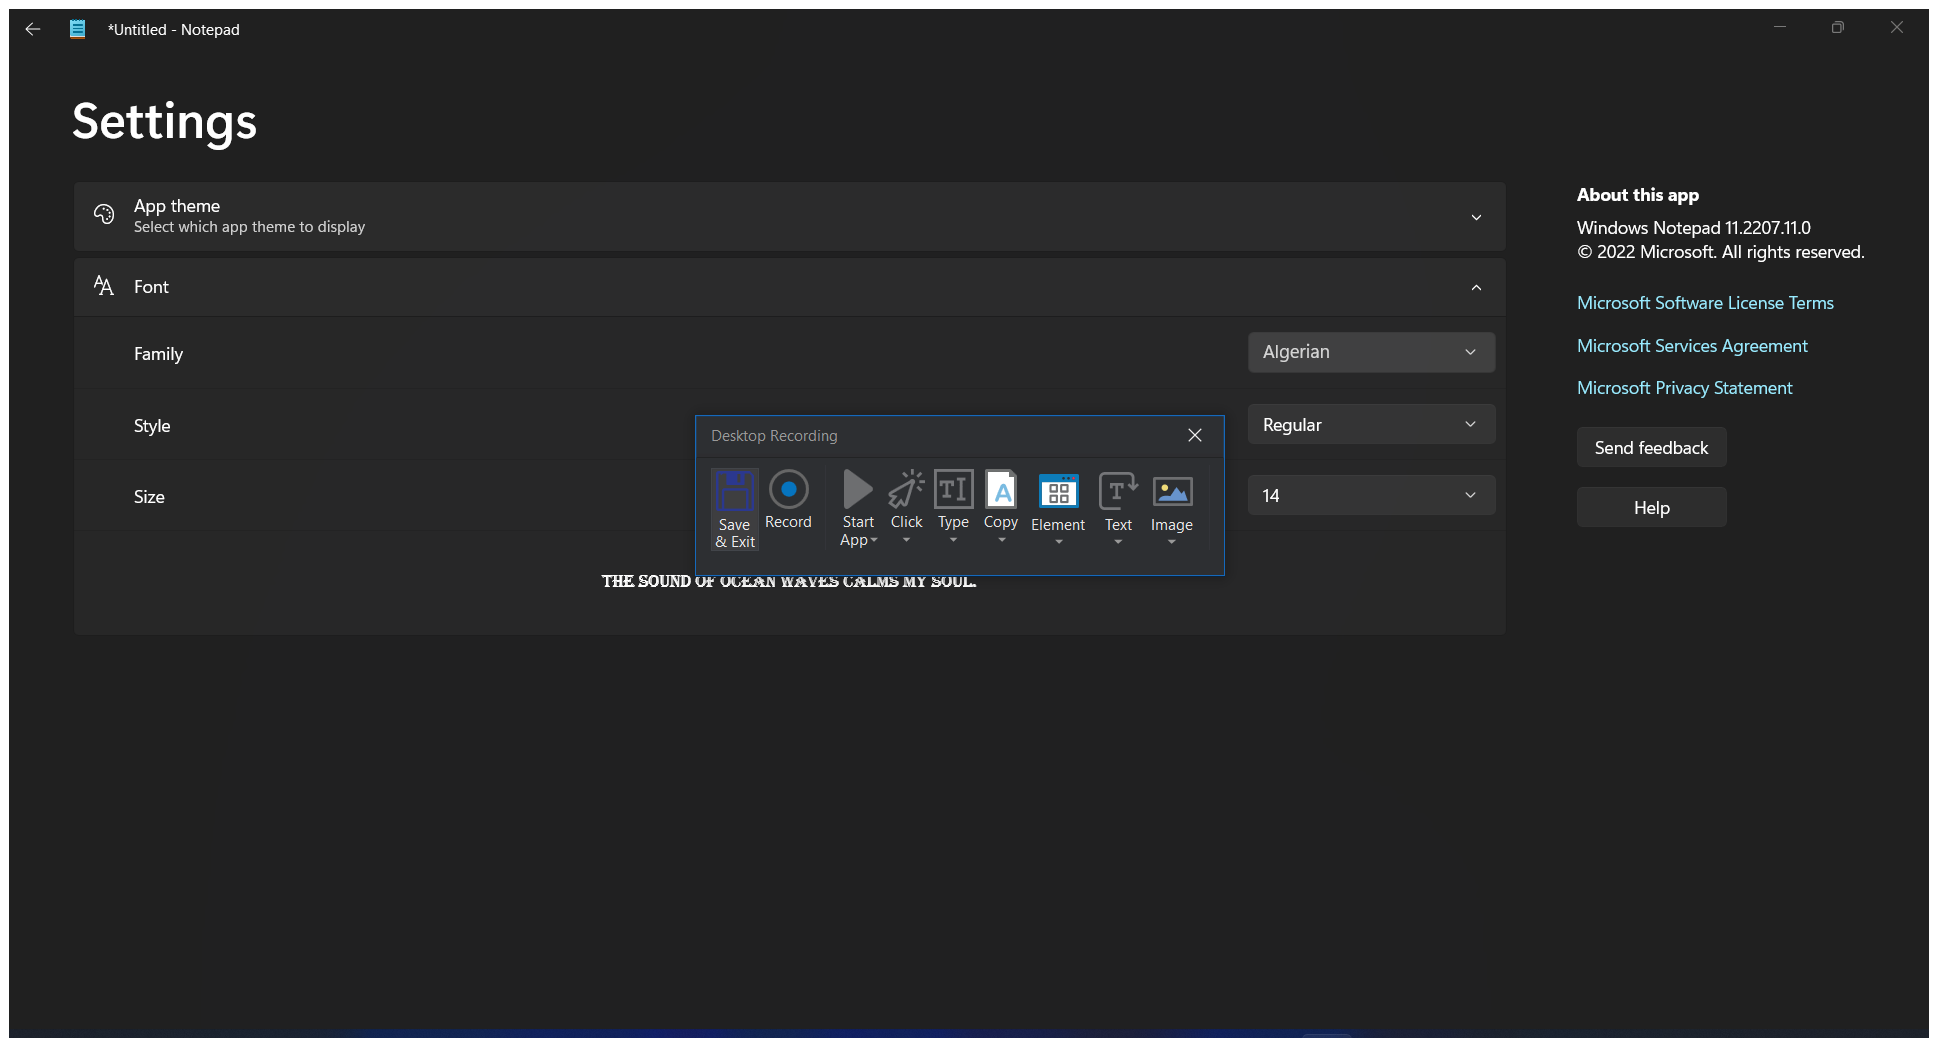 *Untitled - Notepad
Settings
App theme
Select which app theme to display
Font
Family
Algerian
Style
Regular
Size
14
Desktop Recording
Save & Exit
Record
Start App
Click
Type
Copy
Element
Text
Image
THE SOUND OF OCEAN WAVES CALMS MY SOUL.
About this app
Windows Notepad 11.2207.11.0
© 2022 Microsoft. All rights reserved.
Microsoft Software License Terms
Microsoft Services Agreement
Microsoft Privacy Statement
Send feedback
Help